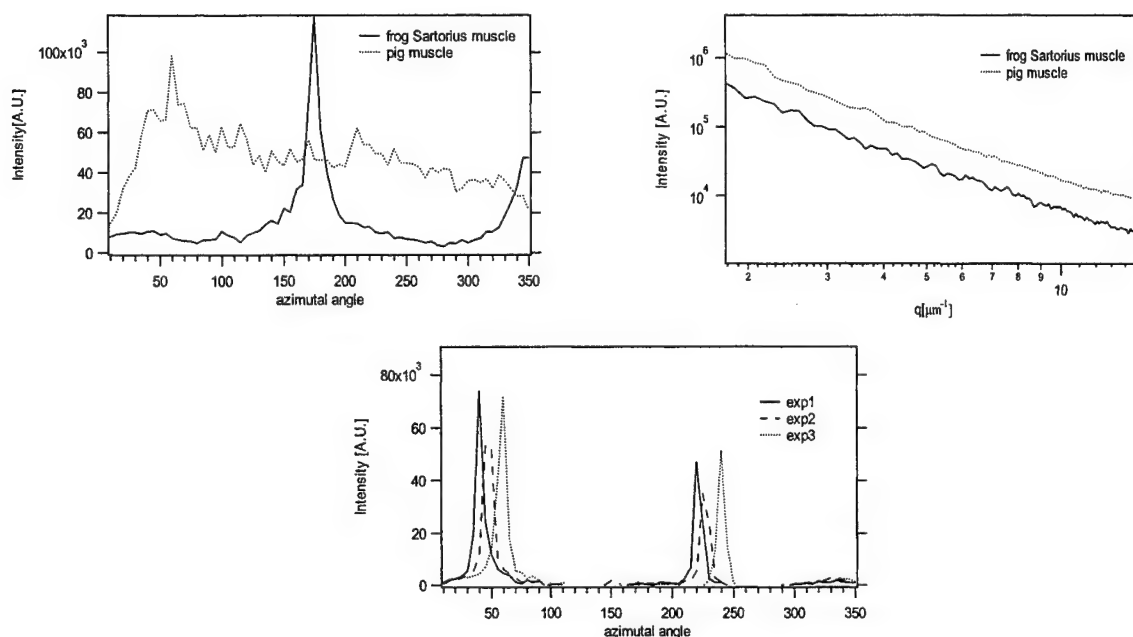 100x10³
80
60
40
20
0
Intensity[A.U.]
frog Sartorius muscle
pig muscle
50 100 150 200 250 300 350
azimutal angle
10⁶
10⁵
10⁴
Intensity [A.U.]
frog Sartorius muscle
pig muscle
2 3 4 5 6 7 8 9 10
q[µm⁻¹]
80x10³
60
40
20
0
Intensity [A.U.]
exp1
exp2
exp3
50 100 150 200 250 300 350
azimutal angle